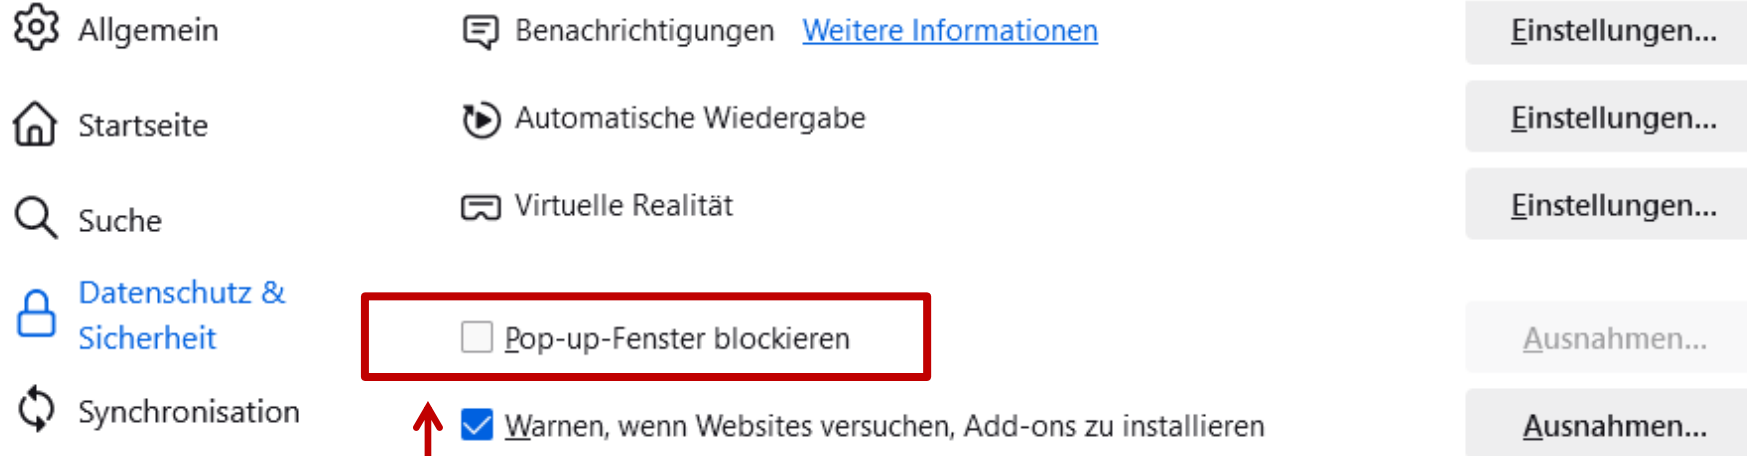 Allgemein
Startseite
Suche
Datenschutz &
Sicherheit
Synchronisation
Benachrichtigungen Weitere Informationen Einstellungen...
Automatische Wiedergabe Einstellungen...
Virtuelle Realität Einstellungen...
Pop-up-Fenster blockieren Ausnahmen...
Warnen, wenn Websites versuchen, Add-ons zu installieren Ausnahmen...